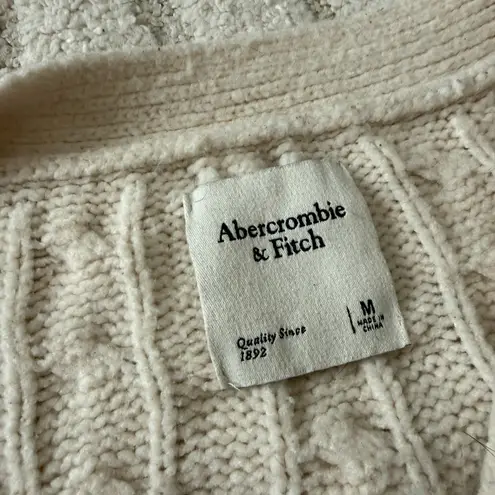 Abercrombie
& Fitch
Quality Since
1892
M
MADE IN
CHINA